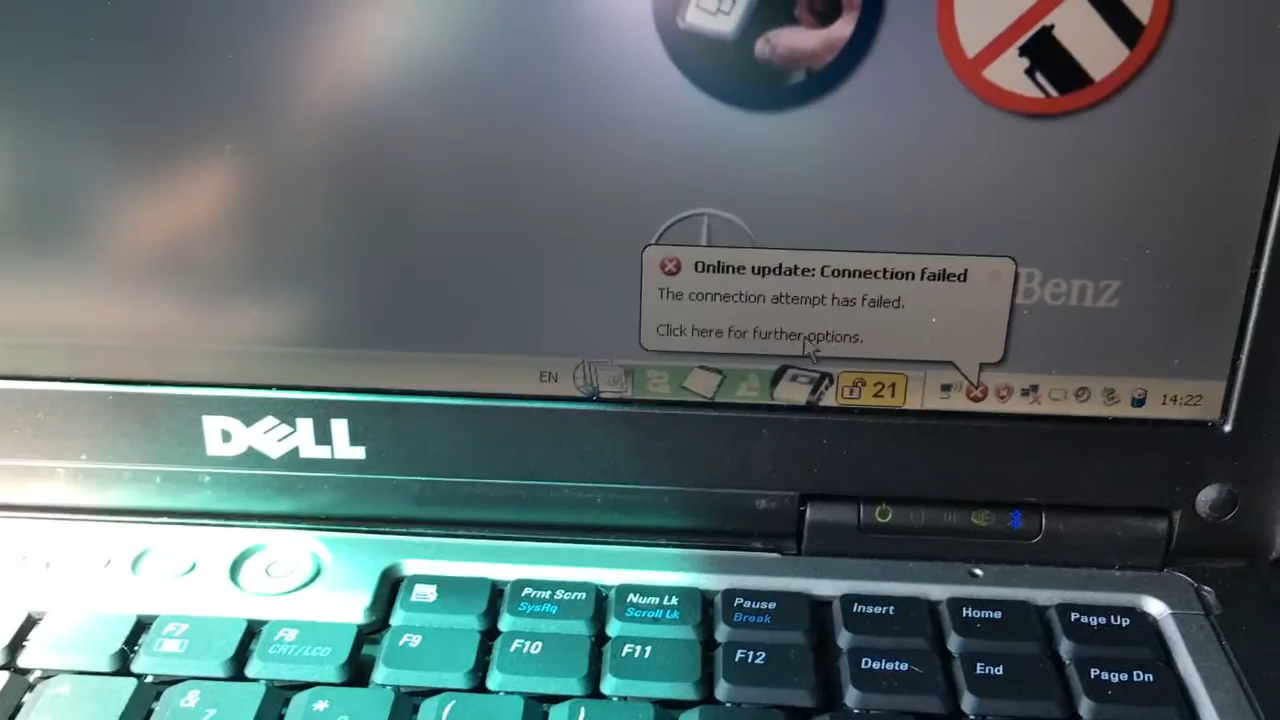 Online update: Connection failed
The connection attempt has failed.
Click here for further options.
Benz
EN
21
14:22
DELL
Prnt Scrn
SysRq
Num Lk
Scroll Lk
Pause
Break
Insert
Home
Page Up
F7
F8
CRT/LCD
F9
F10
F11
F12
Delete
End
Page Dn
&
7
*
(
)